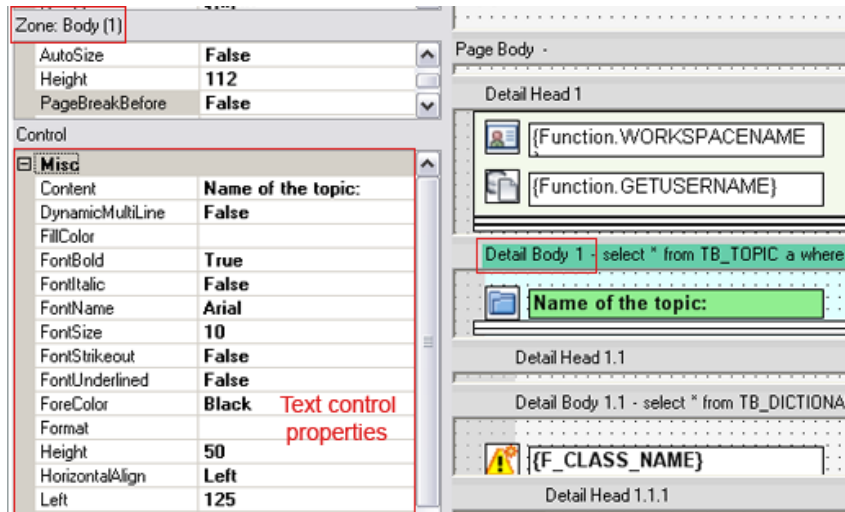 Zone: Body (1)
AutoSize False
Height 112
PageBreakBefore False
Control
Misc
Content Name of the topic:
DynamicMultiLine False
FillColor
FontBold True
FontItalic False
FontName Arial
FontSize 10
FontStrikeout False
FontUnderlined False
ForeColor Black
Format
Height 50
HorizontalAlign Left
Left 125
Text control
properties
Page Body -
Detail Head 1
{Function.WORKSPACENAME
{Function.GETUSERNAME}
Detail Body 1 - select * from TB_TOPIC a where
Name of the topic:
Detail Head 1.1
Detail Body 1.1 - select * from TB_DICTIONA
{F_CLASS_NAME}
Detail Head 1.1.1